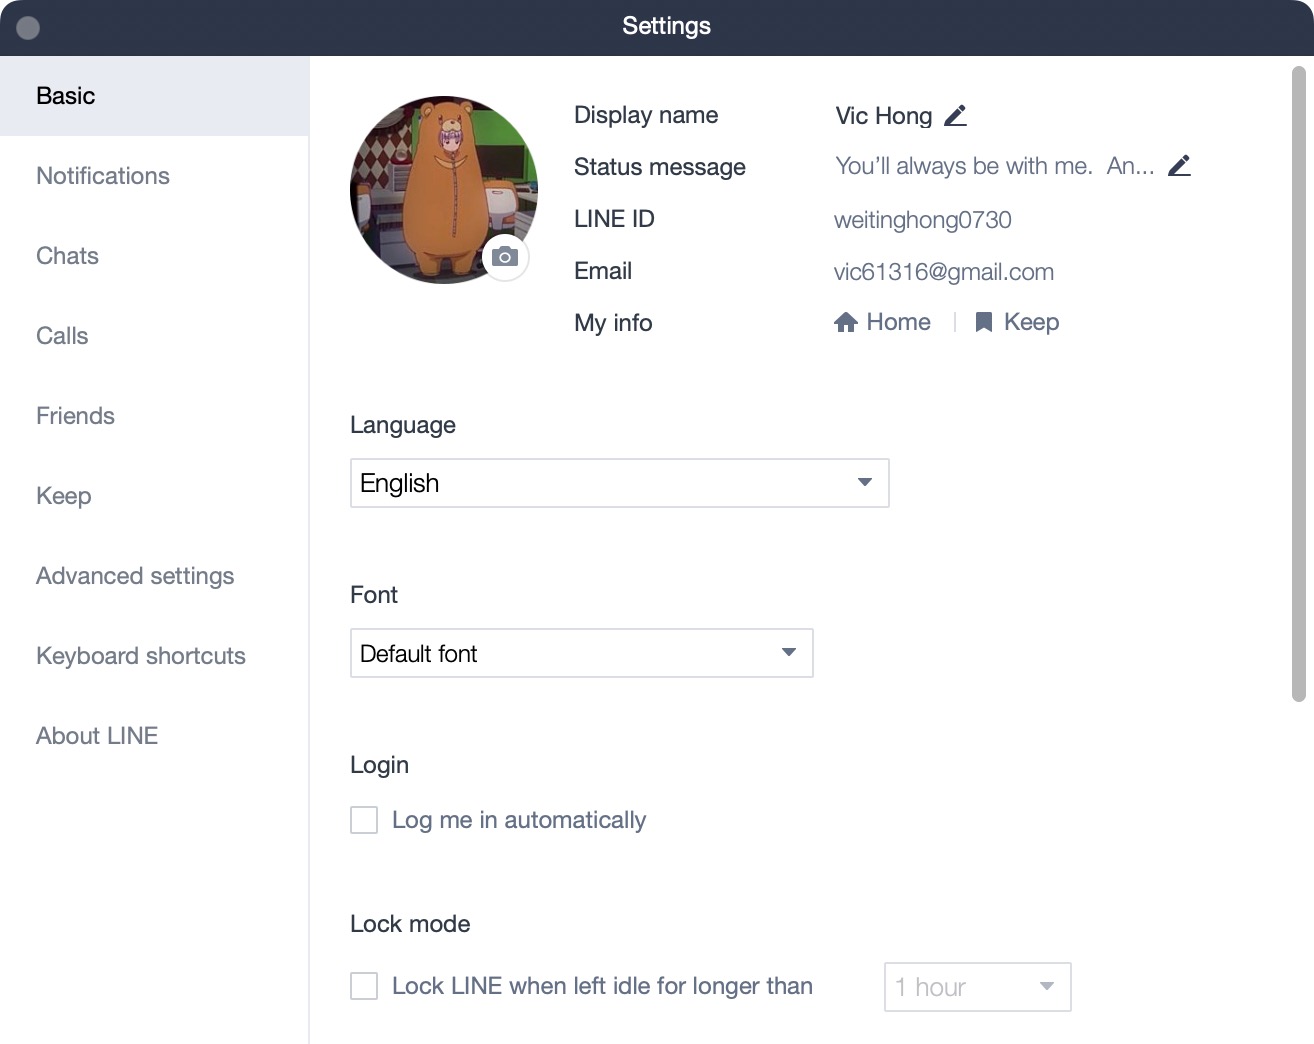 Settings
Basic
Notifications
Chats
Calls
Friends
Keep
Advanced settings
Keyboard shortcuts
About LINE
Display name Vic Hong
Status message You’ll always be with me.  An...
LINE ID weitinghong0730
Email vic61316@gmail.com
My info Home | Keep
Language
English
Font
Default font
Login
Log me in automatically
Lock mode
Lock LINE when left idle for longer than 1 hour